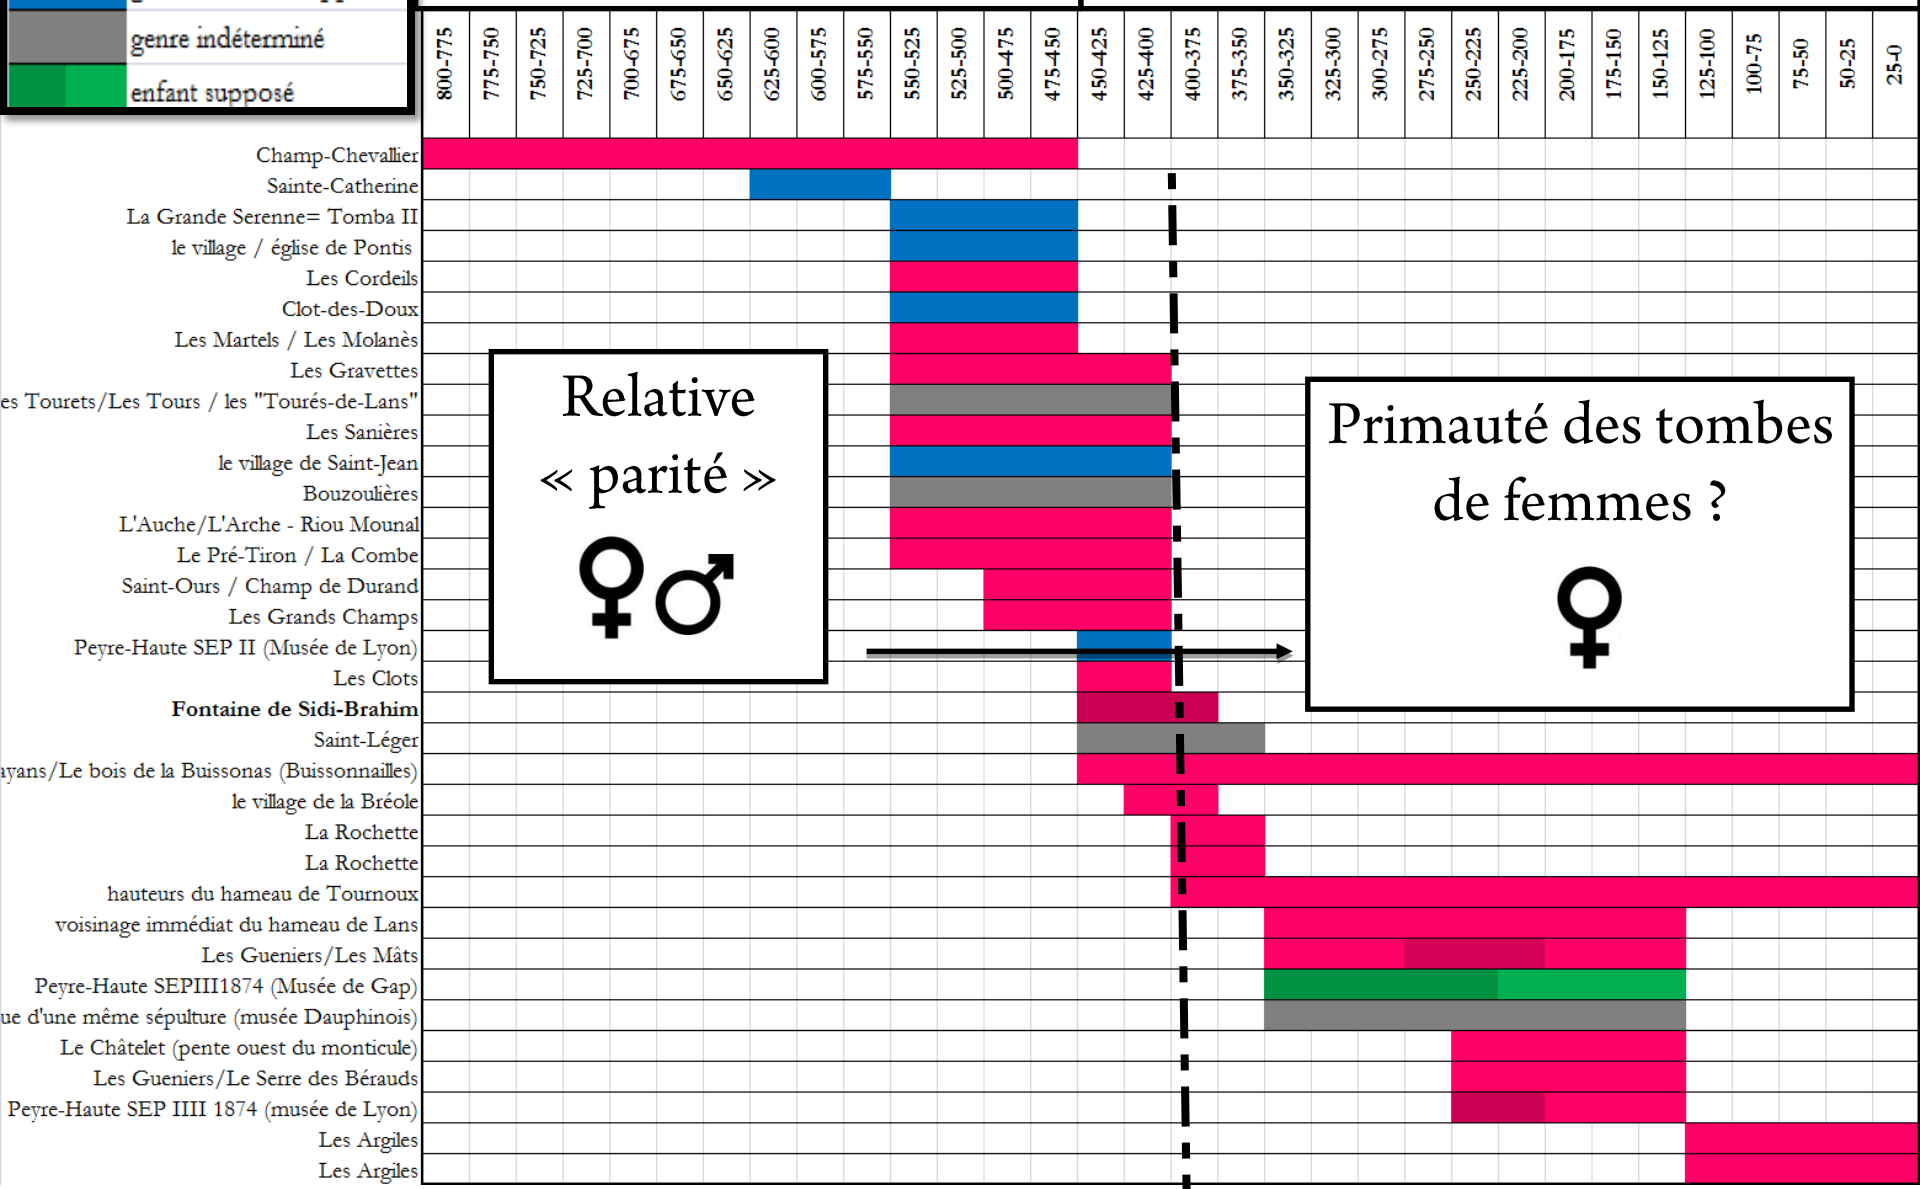 genre indéterminé
enfant supposé
800-775
775-750
750-725
725-700
700-675
675-650
650-625
625-600
600-575
575-550
550-525
525-500
500-475
475-450
450-425
425-400
400-375
375-350
350-325
325-300
300-275
275-250
250-225
225-200
200-175
175-150
150-125
125-100
100-75
75-50
50-25
25-0
Champ-Chevallier
Sainte-Catherine
La Grande Serenne= Tomba II
le village / église de Pontis
Les Cordeils
Clot-des-Doux
Les Martels / Les Molanès
Les Gravettes
es Tourets/Les Tours / les "Tourés-de-Lans"
Les Sanières
le village de Saint-Jean
Bouzoulières
L'Auche/L'Arche - Riou Mounal
Le Pré-Tiron / La Combe
Saint-Ours / Champ de Durand
Les Grands Champs
Peyre-Haute SEP II (Musée de Lyon)
Les Clots
Fontaine de Sidi-Brahim
Saint-Léger
ayans/Le bois de la Buissonas (Buissonnailles)
le village de la Bréole
La Rochette
La Rochette
hauteurs du hameau de Tournoux
voisinage immédiat du hameau de Lans
Les Gueniers/Les Mâts
Peyre-Haute SEPIII1874 (Musée de Gap)
ue d'une même sépulture (musée Dauphinois)
Le Châtelet (pente ouest du monticule)
Les Gueniers/Le Serre des Bérauds
Peyre-Haute SEP IIII 1874 (musée de Lyon)
Les Argiles
Les Argiles
Relative
« parité »
♀♂
Primauté des tombes
de femmes ?
♀